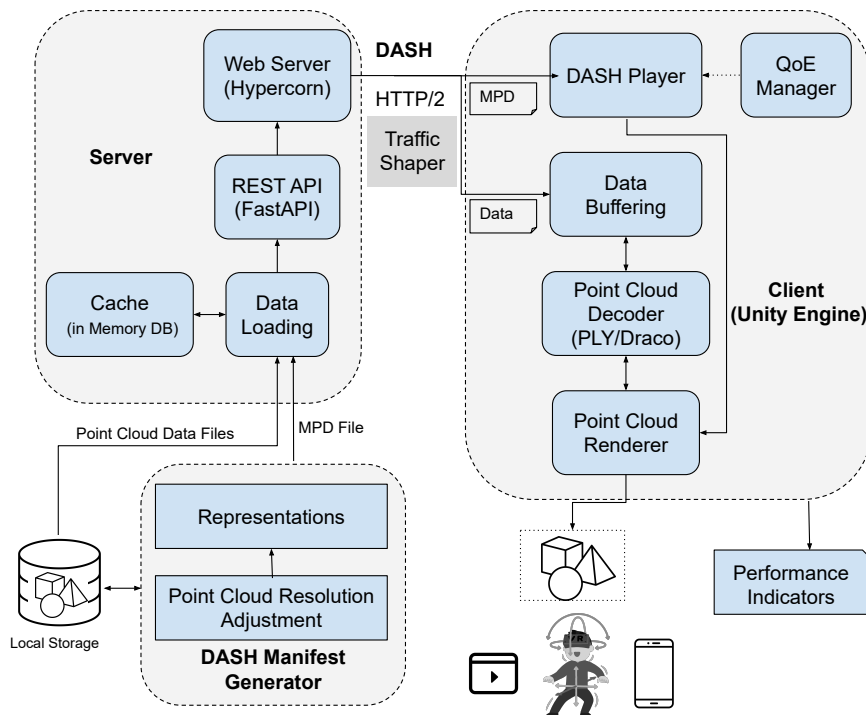 Web Server
(Hypercorn)
DASH
HTTP/2
Traffic
Shaper
MPD
DASH Player
QoE
Manager
Server
REST API
(FastAPI)
Data
Data
Buffering
Cache
(in Memory DB)
Data
Loading
Point Cloud
Decoder
(PLY/Draco)
Client
(Unity Engine)
Point Cloud
Renderer
Point Cloud Data Files
MPD File
Representations
Point Cloud Resolution
Adjustment
DASH Manifest
Generator
Local Storage
Performance
Indicators